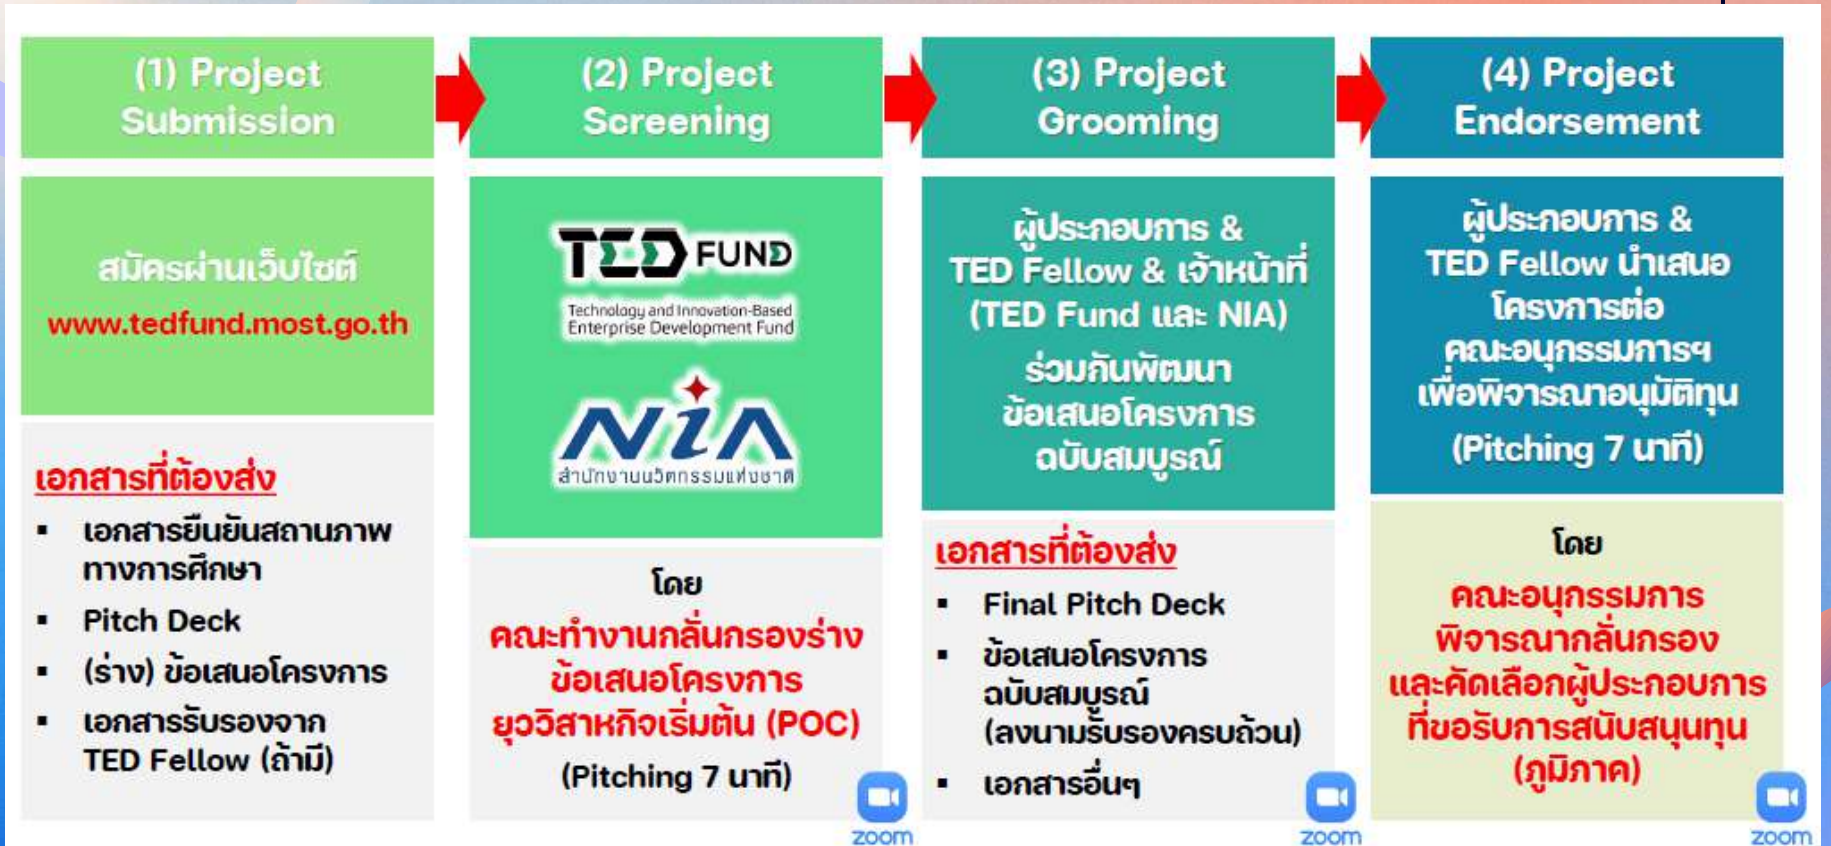 (1) Project
Submission
สมัครผ่านเว็บไซต์
www.tedfund.most.go.th
เอกสารที่ต้องส่ง
▪ เอกสารยืนยันสถานภาพ
ทางการศึกษา
▪ Pitch Deck
▪ (ร่าง) ข้อเสนอโครงการ
▪ เอกสารรับรองจาก
TED Fellow (ถ้ามี)
(2) Project
Screening
TED FUND
Technology and Innovation-Based
Enterprise Development Fund
NiA
สำนักงานนวัตกรรมแห่งชาติ
โดย
คณะทำงานกลั่นกรองร่าง
ข้อเสนอโครงการ
ยุววิสาหกิจเริ่มต้น (POC)
(Pitching 7 นาที)
zoom
(3) Project
Grooming
ผู้ประกอบการ &
TED Fellow & เจ้าหน้าที่
(TED Fund และ NIA)
ร่วมกันพัฒนา
ข้อเสนอโครงการ
ฉบับสมบูรณ์
เอกสารที่ต้องส่ง
▪ Final Pitch Deck
▪ ข้อเสนอโครงการ
ฉบับสมบูรณ์
(ลงนามรับรองครบถ้วน)
▪ เอกสารอื่นๆ
zoom
(4) Project
Endorsement
ผู้ประกอบการ &
TED Fellow นำเสนอ
โครงการต่อ
คณะอนุกรรมการฯ
เพื่อพิจารณาอนุมัติทุน
(Pitching 7 นาที)
โดย
คณะอนุกรรมการ
พิจารณากลั่นกรอง
และคัดเลือกผู้ประกอบการ
ที่ขอรับการสนับสนุนทุน
(ภูมิภาค)
zoom